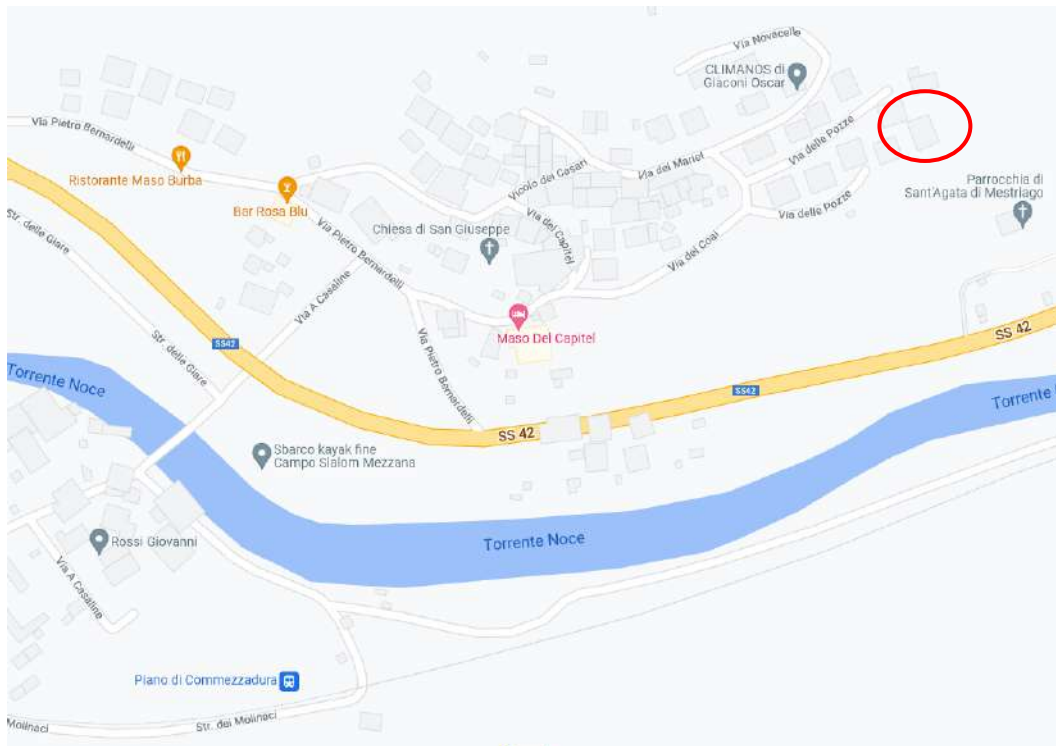 Via Novacelle
CLIMANOS di
Giaconi Oscar
Via Pietro Bernardelli
Ristorante Maso Burba
Via delle Pozze
Vicolo dei Casari
Via dei Mariel
Parrocchia di
Sant'Agata di Mestriago
Bar Rosa Blu
Via delle Pozze
Str. delle Giare
Chiesa di San Giuseppe
Via del Capitel
Via Pietro Bernardelli
Via dei Coai
Via A Casaline
Maso Del Capitel
SS 42
SS42
Str. delle Giare
Via Pietro Bernardelli
Torrente Noce
SS42
Torrente
SS 42
Sbarco kayak fine
Campo Slalom Mezzana
Rossi Giovanni
Torrente Noce
Via A Casaline
Piano di Commezzadura
Molinaci
Str. dei Molinaci